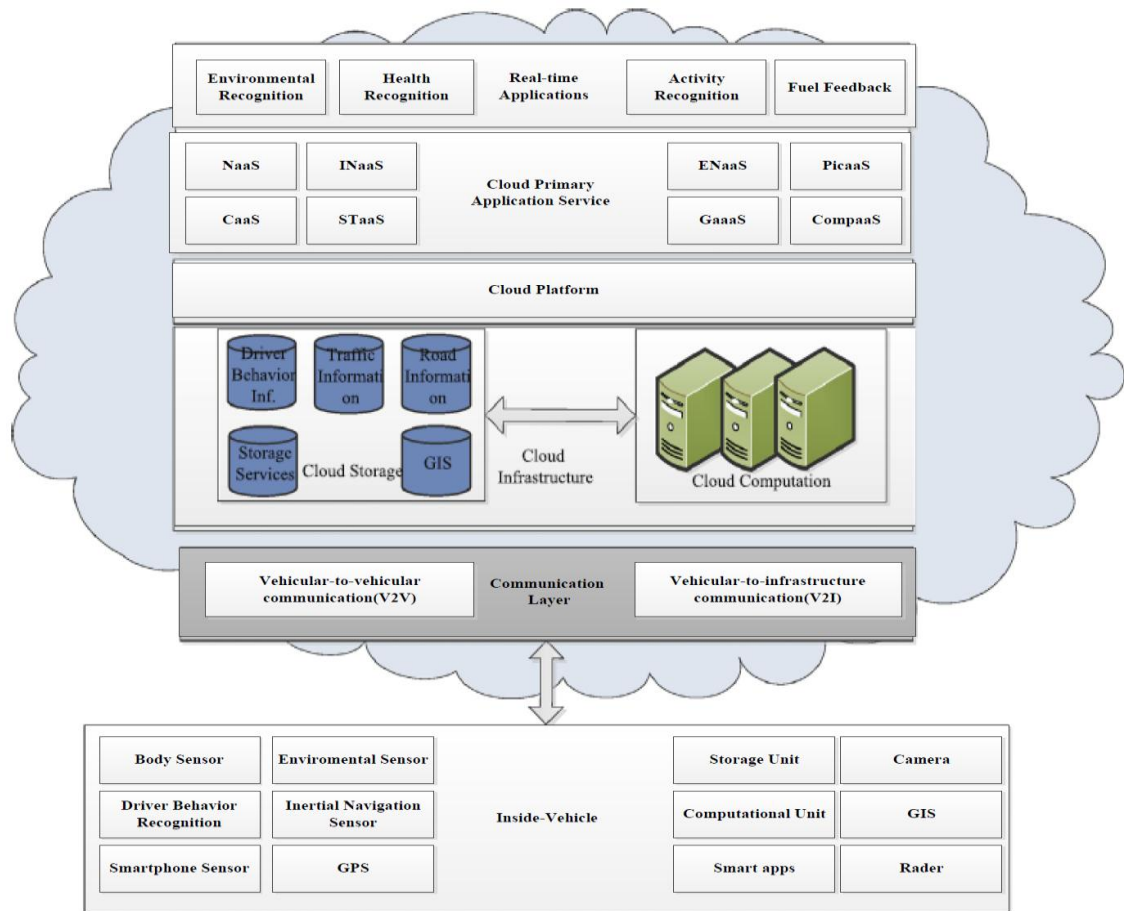 Environmental
Recognition
Health
Recognition
Real-time
Applications
Activity
Recognition
Fuel Feedback
NaaS
INaaS
CaaS
STaaS
Cloud Primary
Application Service
ENaaS
PicaaS
GaaaS
CompaaS
Cloud Platform
Driver
Behavior
Inf.
Traffic
Informati
on
Road
Informati
on
Storage
Services
Cloud Storage
GIS
Cloud
Infrastructure
Cloud Computation
Vehicular-to-vehicular
communication(V2V)
Communication
Layer
Vehicular-to-infrastructure
communication(V2I)
Body Sensor
Enviromental Sensor
Driver Behavior
Recognition
Inertial Navigation
Sensor
Smartphone Sensor
GPS
Inside-Vehicle
Storage Unit
Camera
Computational Unit
GIS
Smart apps
Rader